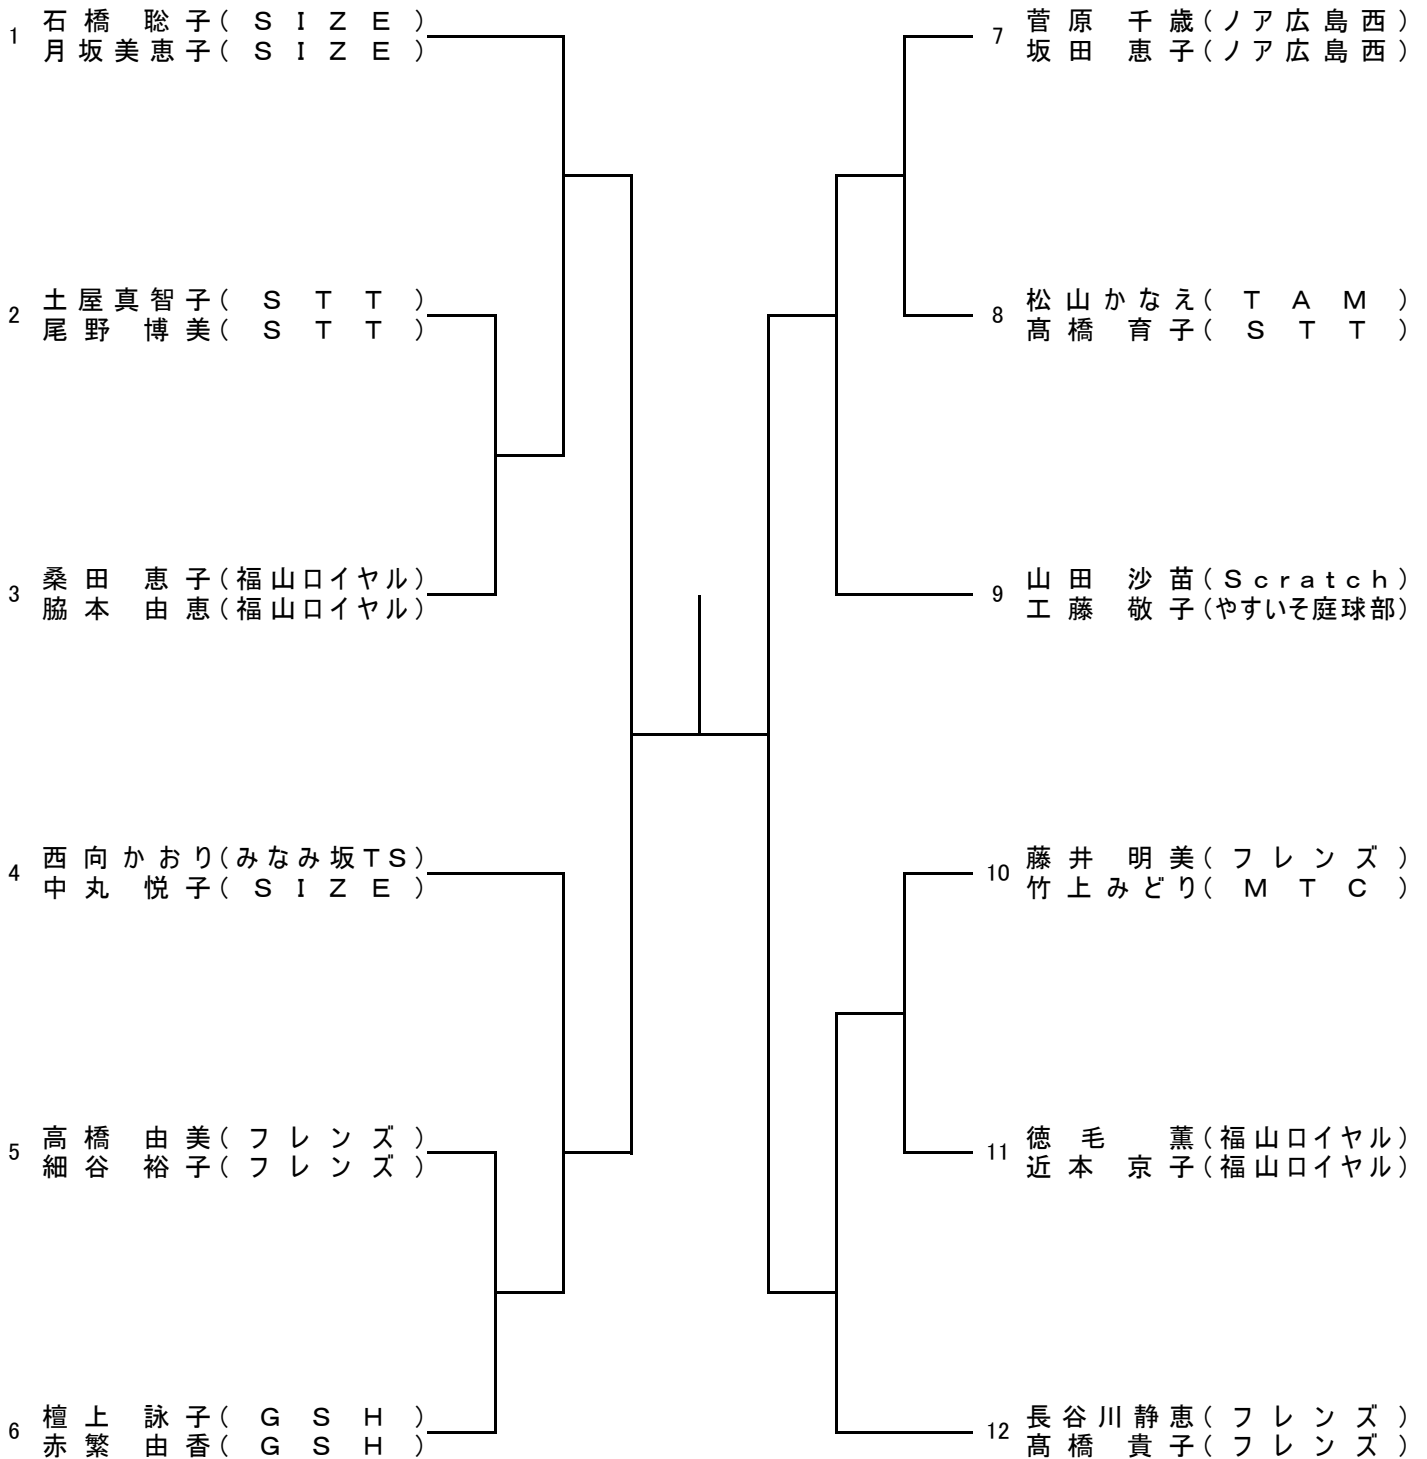 1 石橋 聡子(SIZE)
月坂美恵子(SIZE)
2 土屋真智子(STT)
尾野 博美(STT)
3 桑田 恵子(福山ロイヤル)
脇本 由恵(福山ロイヤル)
4 西向かおり(みなみ坂TS)
中丸 悦子(SIZE)
5 高橋 由美(フレンズ)
細谷 裕子(フレンズ)
6 檀上 詠子(GSH)
赤繁 由香(GSH)
7 菅原 千歳(ノア広島西)
坂田 恵子(ノア広島西)
8 松山かなえ(TAM)
髙橋 育子(STT)
9 山田 沙苗(Scratch)
工藤 敬子(やすいそ庭球部)
10 藤井 明美(フレンズ)
竹上みどり(MTC)
11 徳毛 薫(福山ロイヤル)
近本 京子(福山ロイヤル)
12 長谷川静恵(フレンズ)
髙橋 貴子(フレンズ)